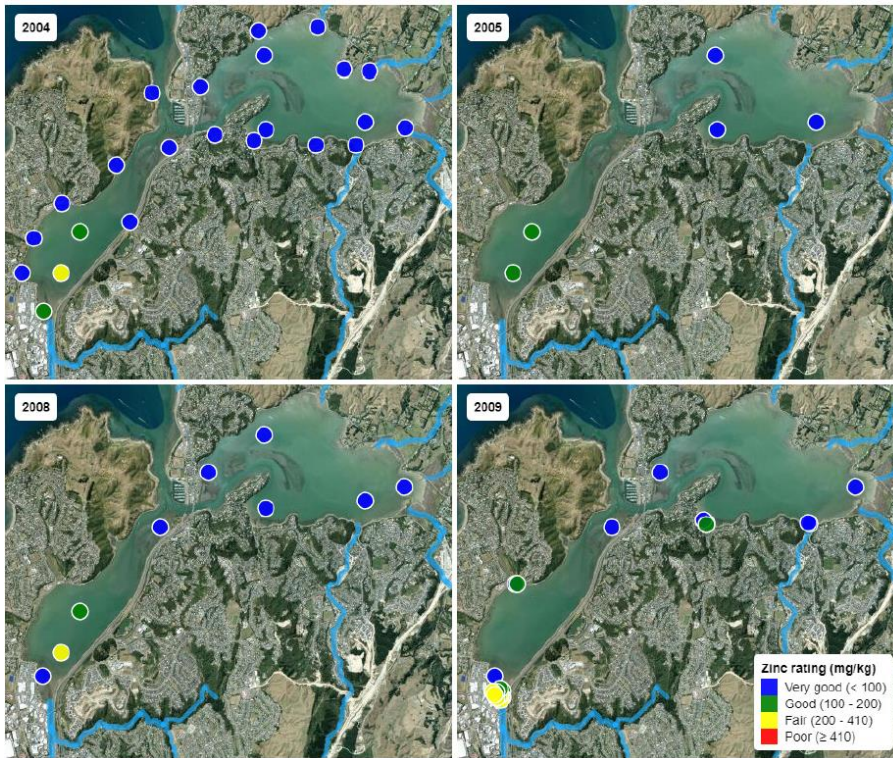 2004
2005
2008
2009
Zinc rating (mg/kg)
Very good (< 100)
Good (100 - 200)
Fair (200 - 410)
Poor (≥ 410)